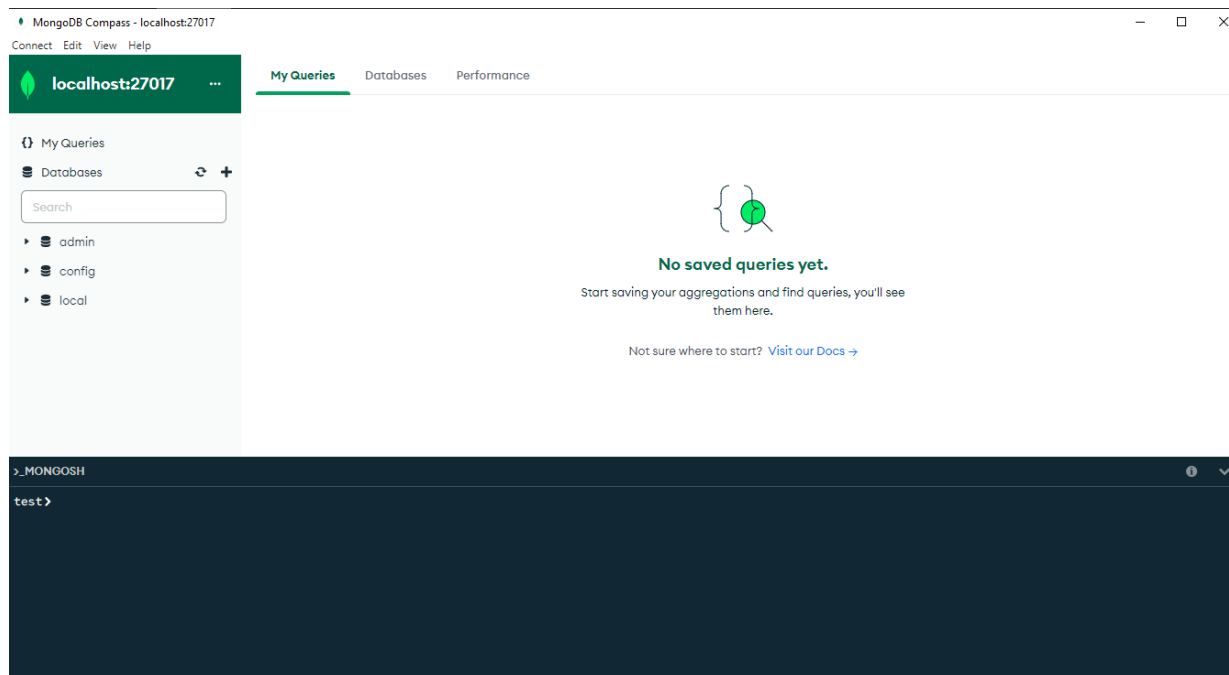 MongoDB Compass - localhost:27017
Connect Edit View Help
localhost:27017 ...
My Queries Databases Performance
{} My Queries
Databases
Search
admin
config
local
No saved queries yet.
Start saving your aggregations and find queries, you'll see
them here.
Not sure where to start? Visit our Docs →
>_MONGOSH
test>